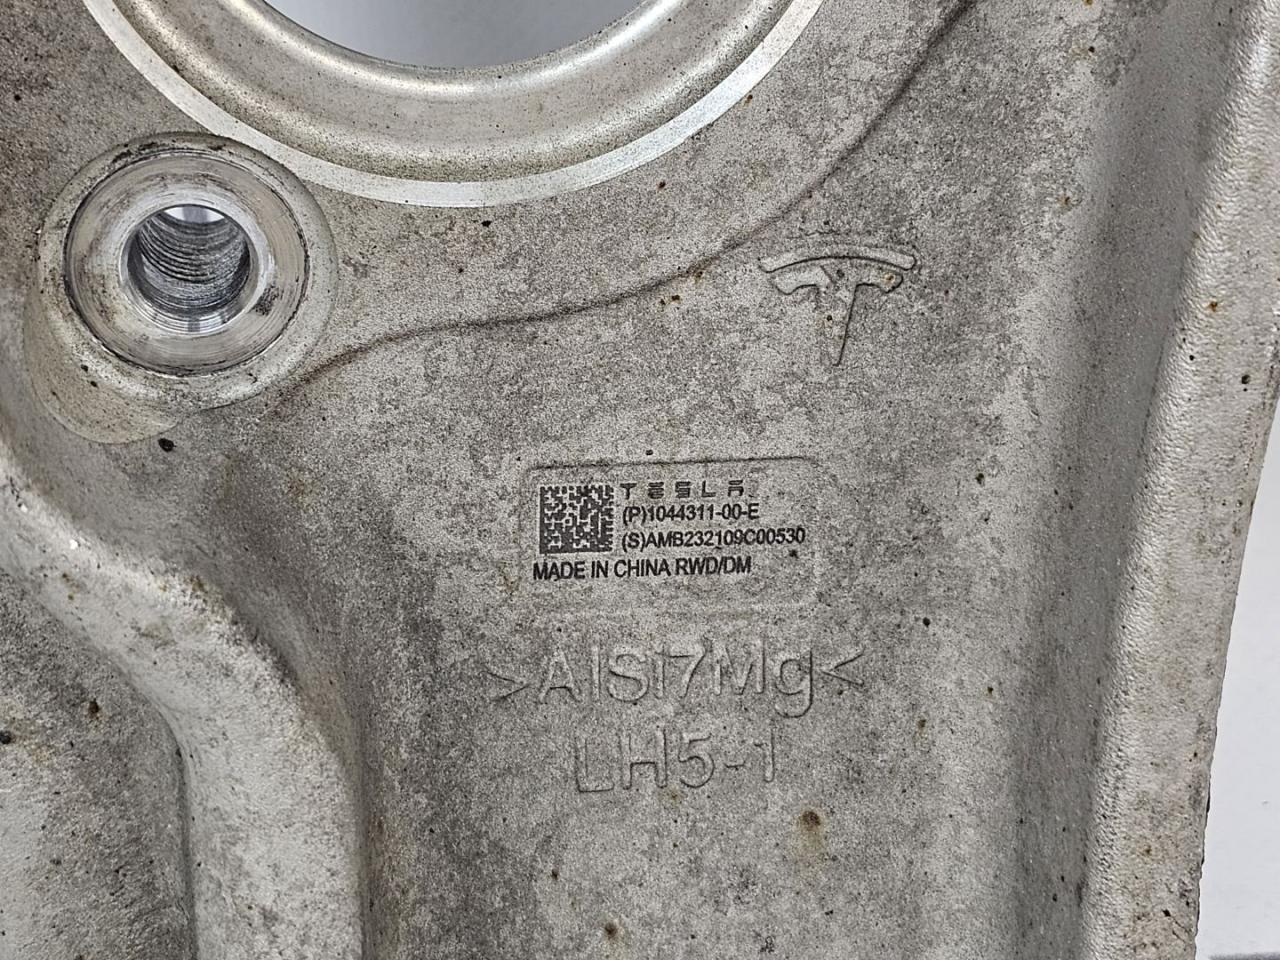 TESLA
(P)1044311-00-E
(S)AMB232109C00530
MADE IN CHINA RWD/DM
>AlSi7Mg<
LH5-1